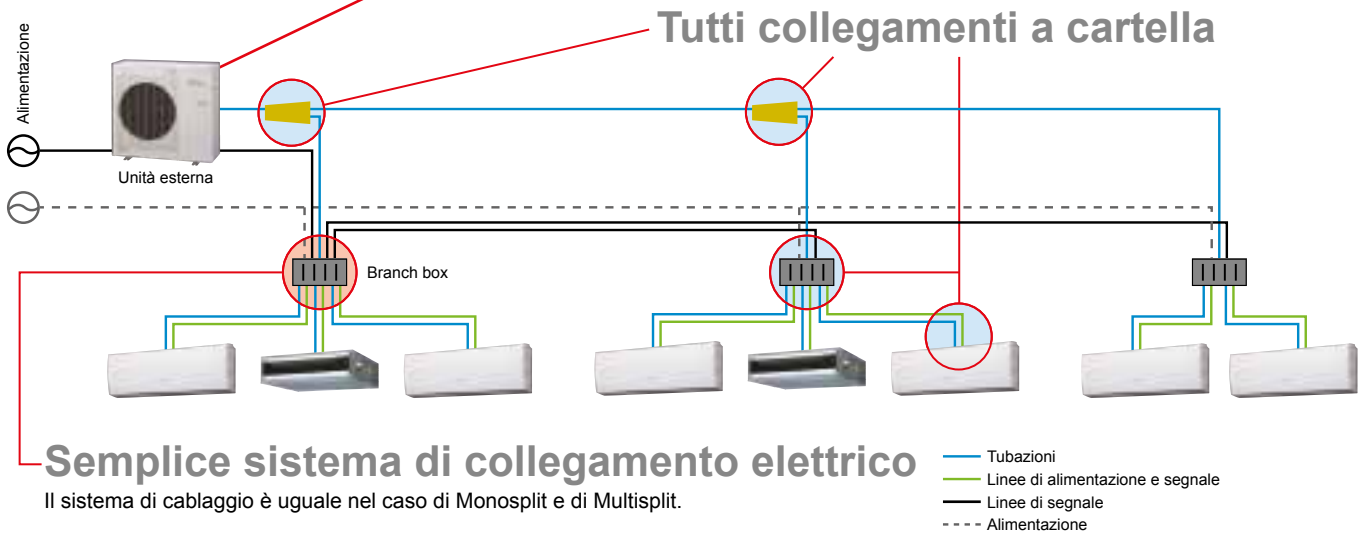 Tutti collegamenti a cartella
Alimentazione
Unità esterna
Branch box
Semplice sistema di collegamento elettrico
Il sistema di cablaggio è uguale nel caso di Monosplit e di Multisplit.
Tubazioni
Linee di alimentazione e segnale
Linee di segnale
Alimentazione